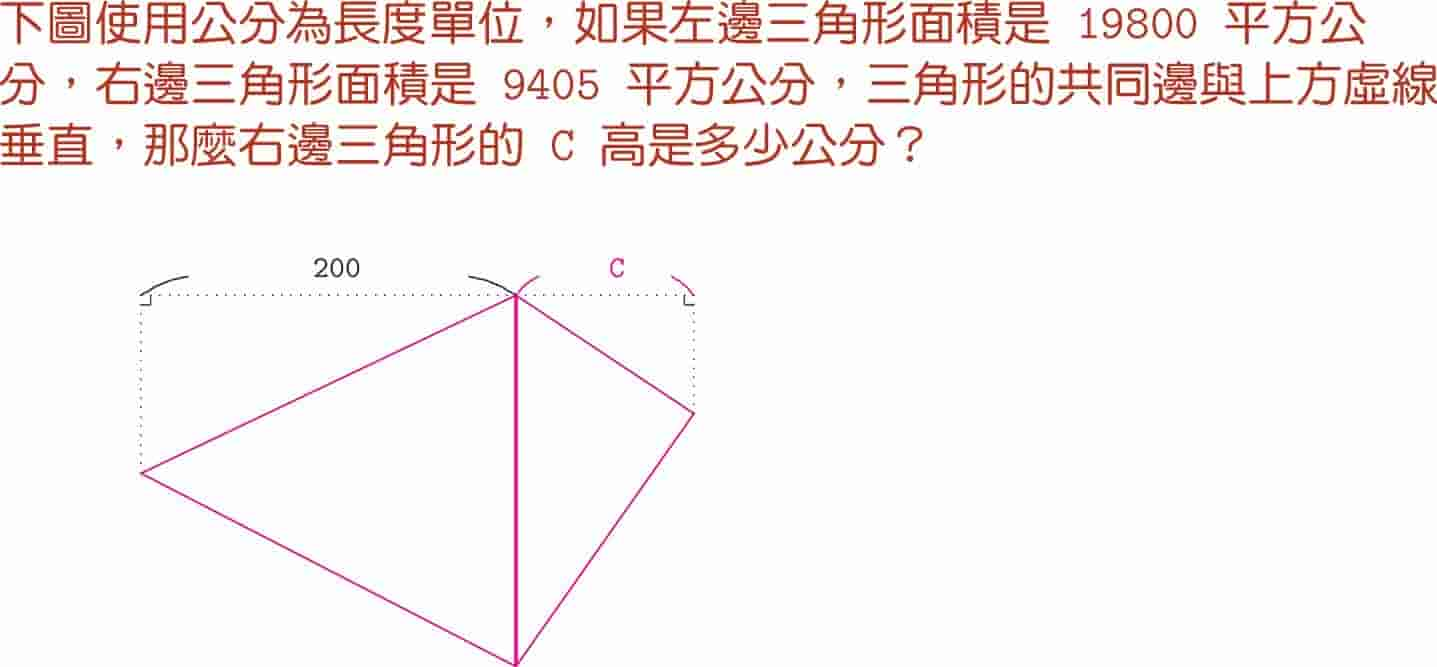 下圖使用公分為長度單位，如果左邊三角形面積是 19800 平方公
分，右邊三角形面積是 9405 平方公分，三角形的共同邊與上方虛線
垂直，那麼右邊三角形的 C 高是多少公分？
200 C